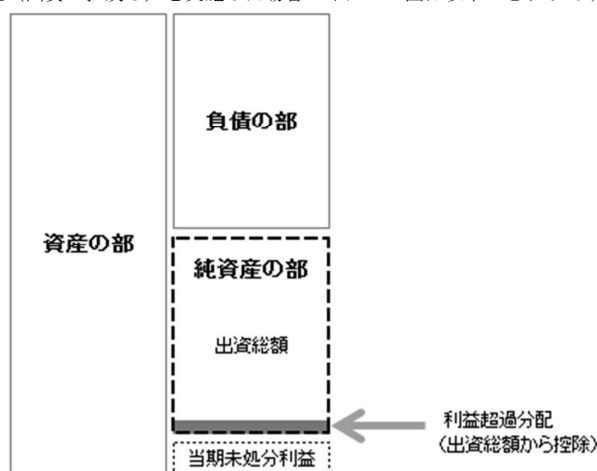 負債の部
資産の部
純資産の部
出資総額
利益超過分配
（出資総額から控除）
当期未処分利益